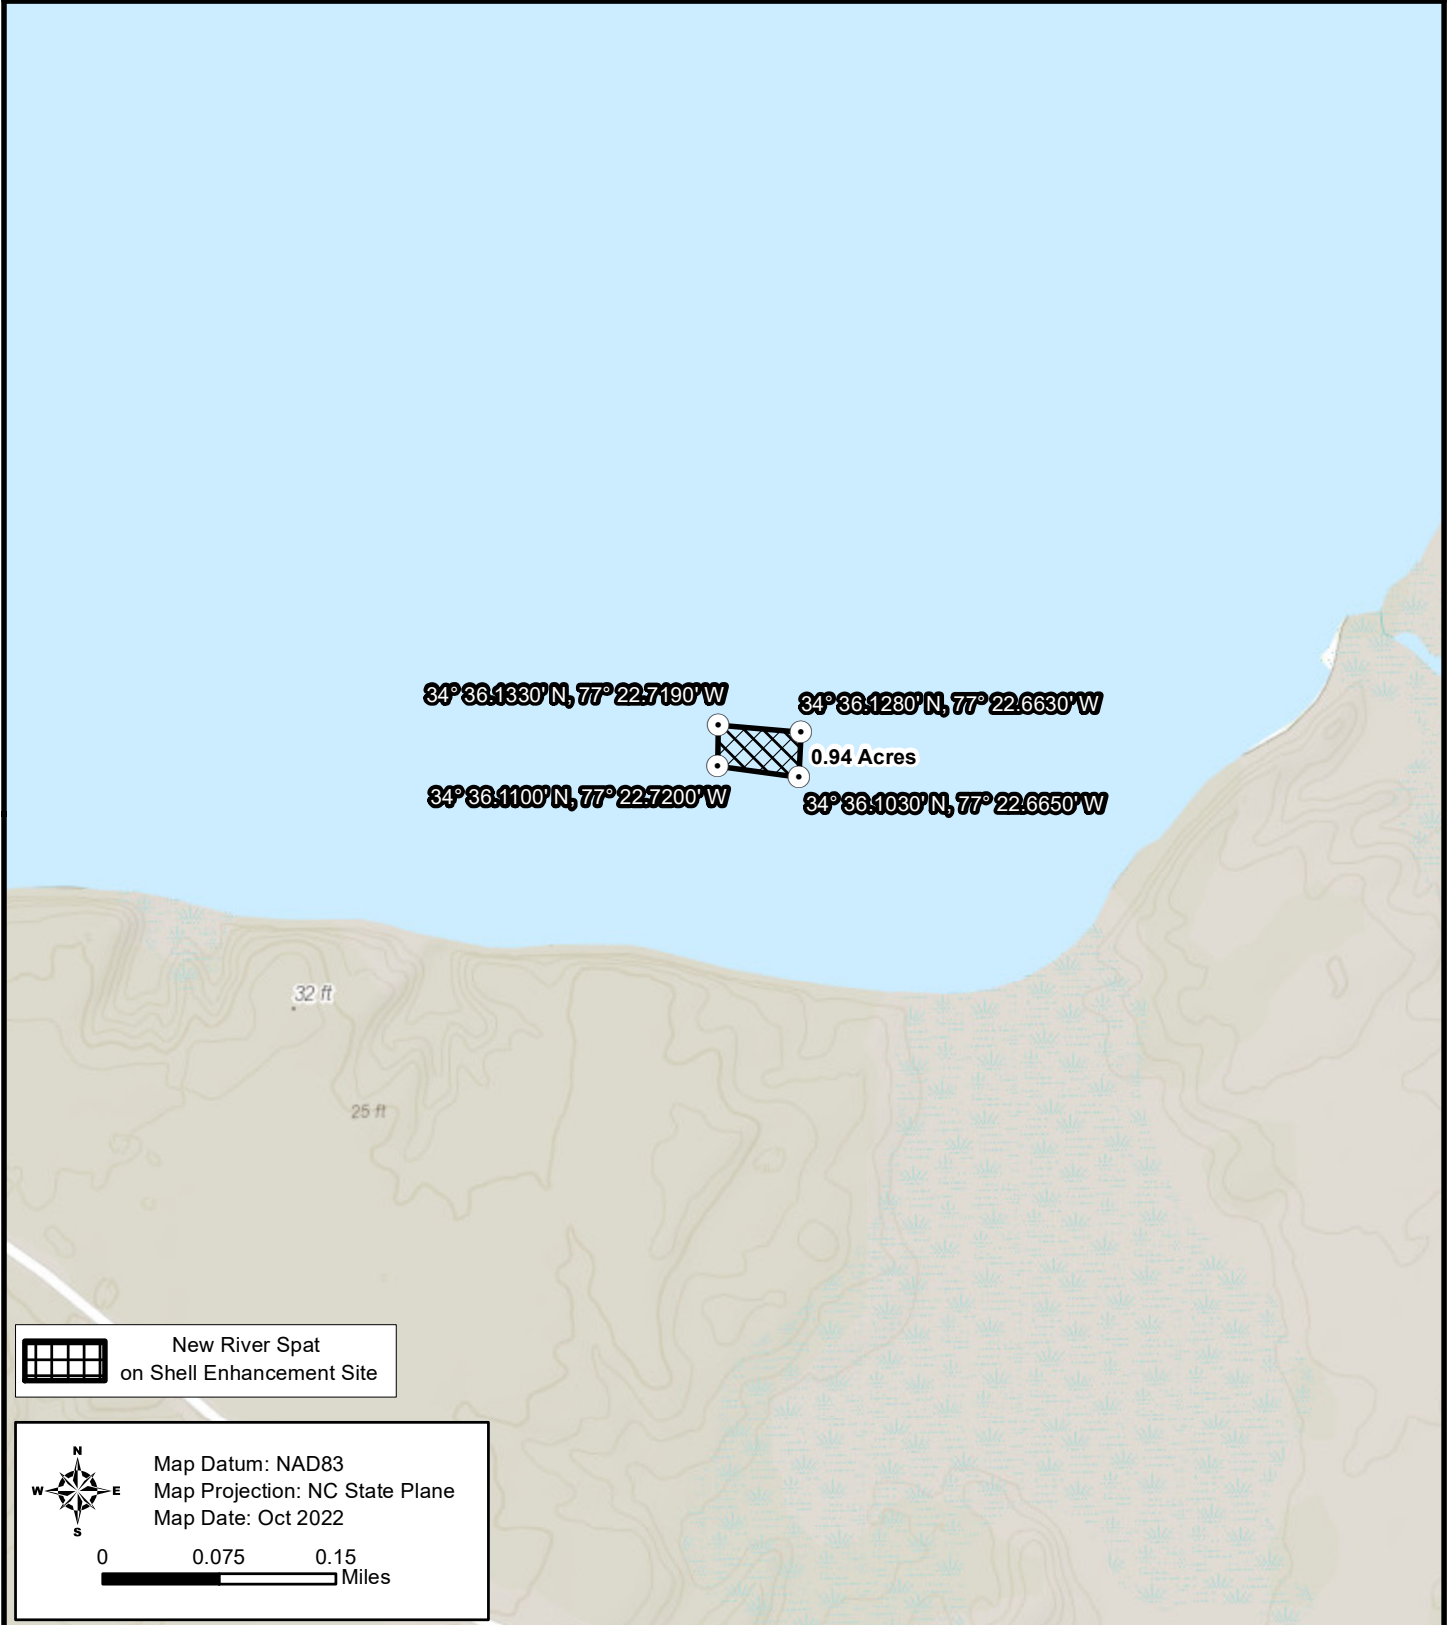 34° 36.1330' N, 77° 22.7190' W
34° 36.1280' N, 77° 22.6630' W
0.94 Acres
34° 36.1100' N, 77° 22.7200' W
34° 36.1030' N, 77° 22.6650' W
32 ft
25 ft
New River Spat
on Shell Enhancement Site
N
W E
S
Map Datum: NAD83
Map Projection: NC State Plane
Map Date: Oct 2022
0 0.075 0.15
Miles